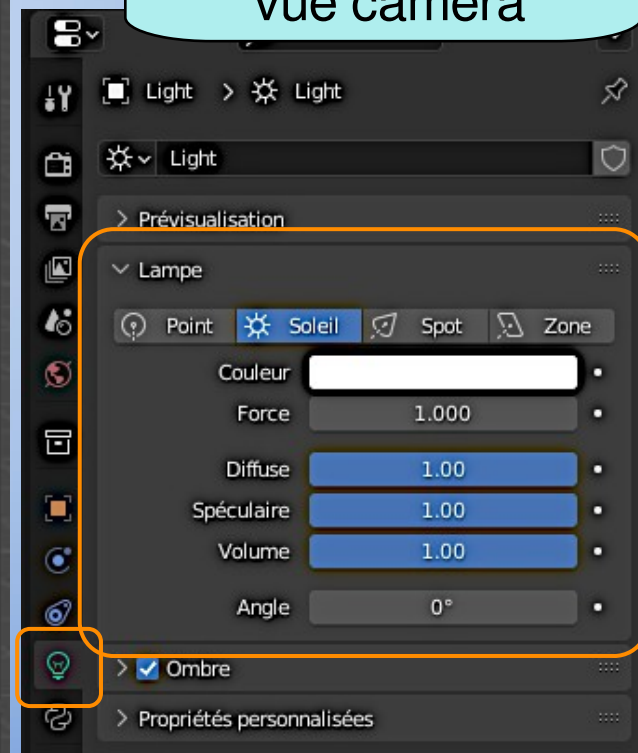 vue caméra
Light > Light
Light
> Prévisualisation
Lampe
Point Soleil Spot Zone
Couleur
Force 1.000
Diffuse 1.00
Spéculaire 1.00
Volume 1.00
Angle 0°
> Ombre
> Propriétés personnalisées